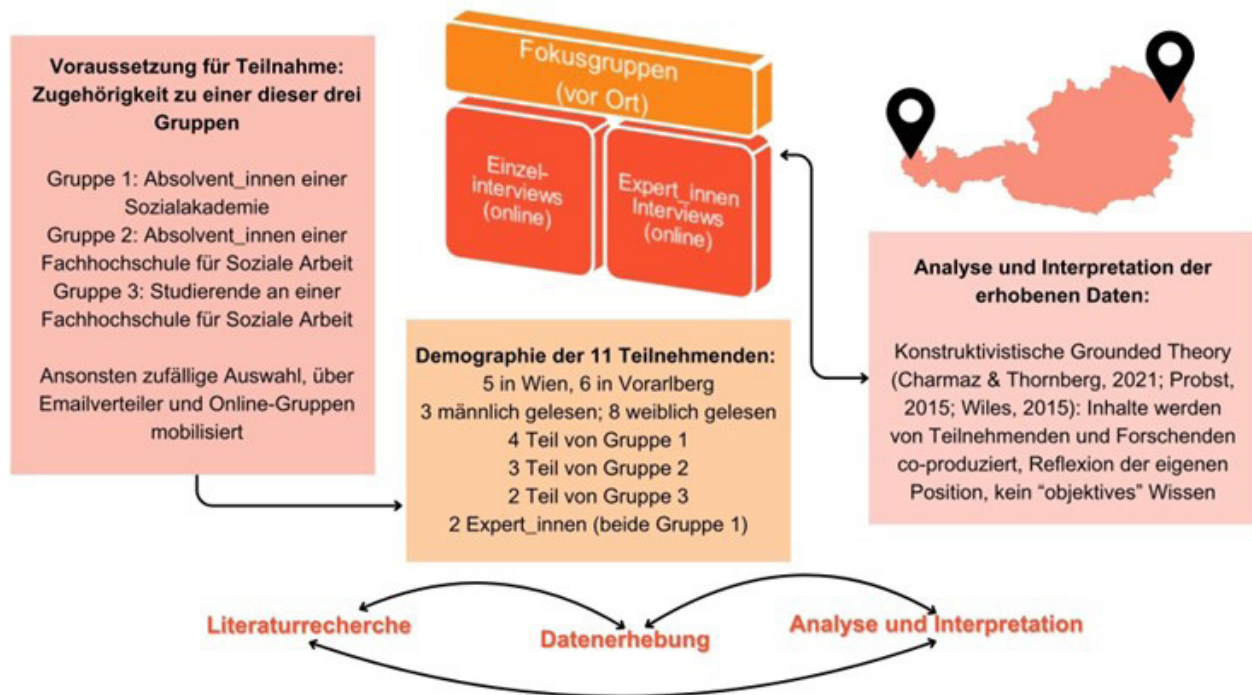 Voraussetzung für Teilnahme:
Zugehörigkeit zu einer dieser drei
Gruppen
Gruppe 1: Absolvent_innen einer
Sozialakademie
Gruppe 2: Absolvent_innen einer
Fachhochschule für Soziale Arbeit
Gruppe 3: Studierende an einer
Fachhochschule für Soziale Arbeit
Ansonsten zufällige Auswahl, über
Emailverteiler und Online-Gruppen
mobilisiert
Fokusgruppen
(vor Ort)
Einzel-
interviews
(online)
Expert_innen
Interviews
(online)
Demographie der 11 Teilnehmenden:
5 in Wien, 6 in Vorarlberg
3 männlich gelesen; 8 weiblich gelesen
4 Teil von Gruppe 1
3 Teil von Gruppe 2
2 Teil von Gruppe 3
2 Expert_innen (beide Gruppe 1)
Analyse und Interpretation der
erhobenen Daten:
Konstruktivistische Grounded Theory
(Charmaz & Thornberg, 2021; Probst,
2015; Wiles, 2015): Inhalte werden
von Teilnehmenden und Forschenden
co-produziert, Reflexion der eigenen
Position, kein “objektives” Wissen
Literaturrecherche
Datenerhebung
Analyse und Interpretation